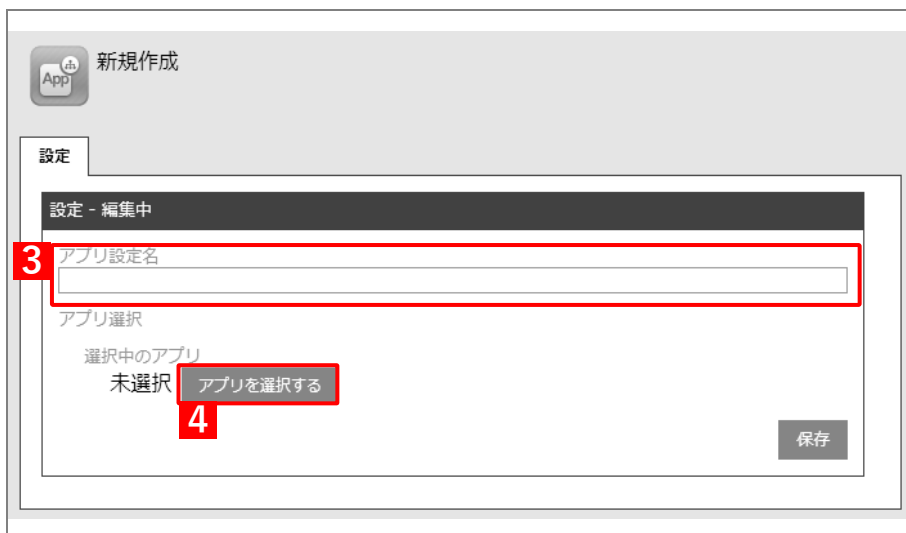 App
新規作成
設定
設定 - 編集中
3
アプリ設定名
アプリ選択
選択中のアプリ
未選択 アプリを選択する
4
保存